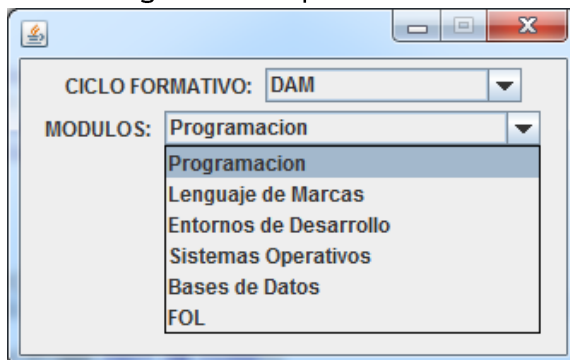 CICLO FORMATIVO: DAM
MODULOS: Programacion
Programacion
Lenguaje de Marcas
Entornos de Desarrollo
Sistemas Operativos
Bases de Datos
FOL